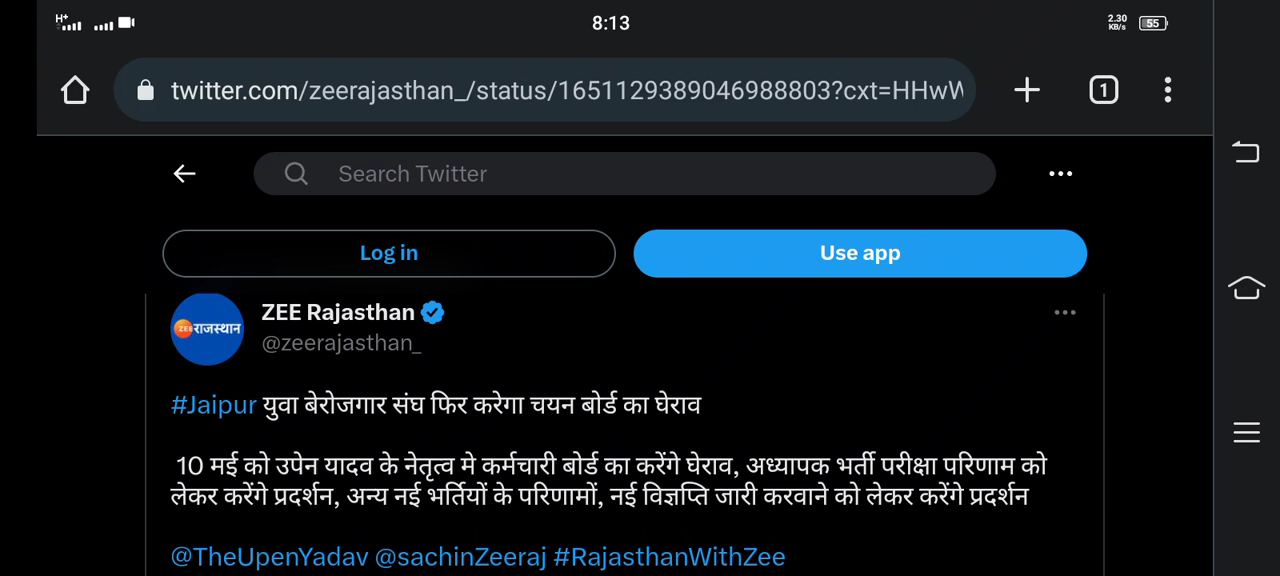 H+ 8:13 2.30 KB/s 55
twitter.com/zeerajasthan_/status/1651129389046988803?cxt=HHwW
1
Search Twitter
Log in Use app
ZEE Rajasthan
ZEE राजस्थान
@zeerajasthan_
#Jaipur युवा बेरोजगार संघ फिर करेगा चयन बोर्ड का घेराव
10 मई को उपेन यादव के नेतृत्व मे कर्मचारी बोर्ड का करेंगे घेराव, अध्यापक भर्ती परीक्षा परिणाम को
लेकर करेंगे प्रदर्शन, अन्य नई भर्तियों के परिणामों, नई विज्ञप्ति जारी करवाने को लेकर करेंगे प्रदर्शन
@TheUpenYadav @sachinZeeraj #RajasthanWithZee